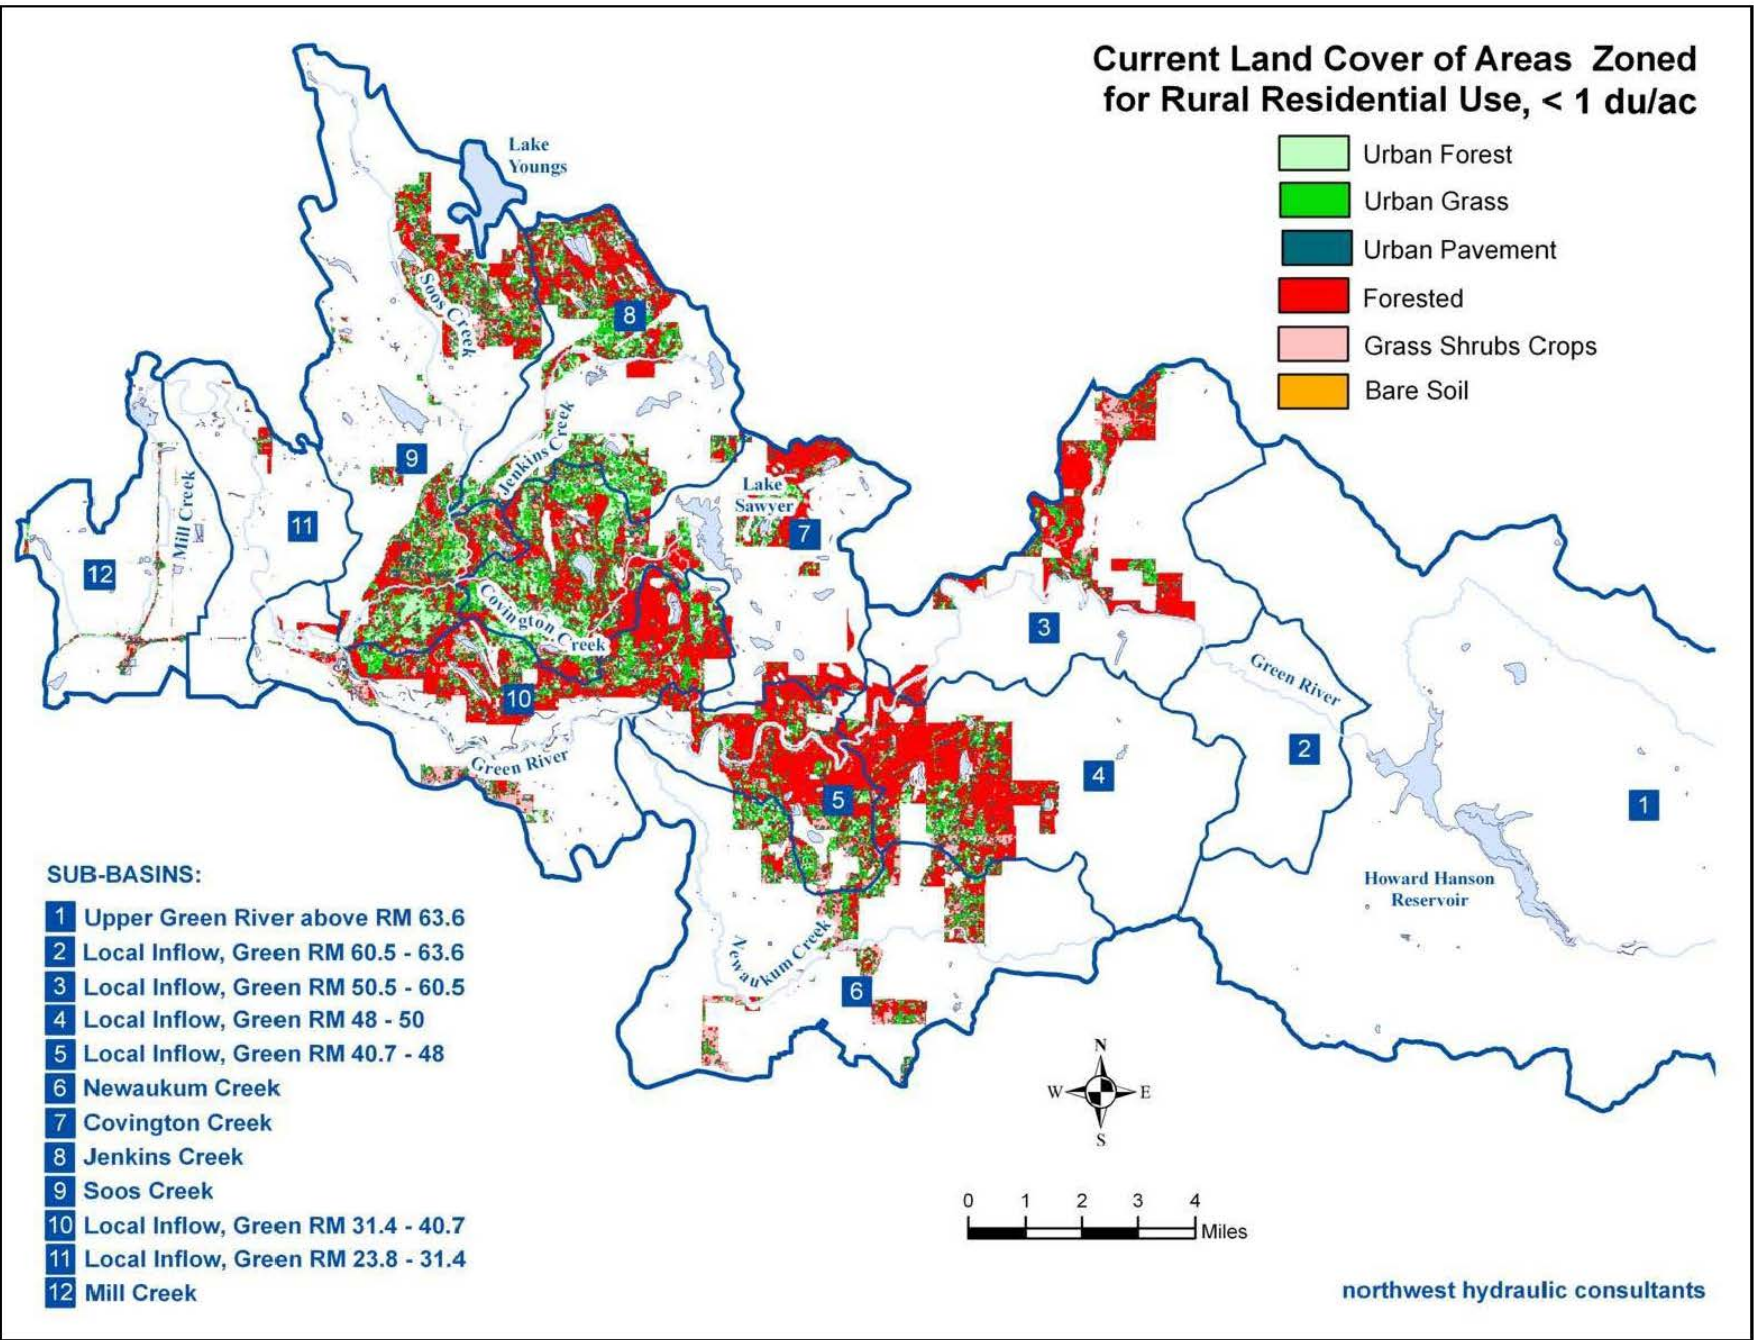 Current Land Cover of Areas Zoned
for Rural Residential Use, < 1 du/ac
Urban Forest
Urban Grass
Urban Pavement
Forested
Grass Shrubs Crops
Bare Soil
Lake
Youngs
Soos Creek
8
Jenkins Creek
9
Lake
Sawyer
7
Mill Creek
11
12
Covington Creek
3
Green River
10
2
Green River
4
5
1
Howard Hanson
Reservoir
Newaukum Creek
6
SUB-BASINS:
1 Upper Green River above RM 63.6
2 Local Inflow, Green RM 60.5 - 63.6
3 Local Inflow, Green RM 50.5 - 60.5
4 Local Inflow, Green RM 48 - 50
5 Local Inflow, Green RM 40.7 - 48
6 Newaukum Creek
7 Covington Creek
8 Jenkins Creek
9 Soos Creek
10 Local Inflow, Green RM 31.4 - 40.7
11 Local Inflow, Green RM 23.8 - 31.4
12 Mill Creek
N
W E
S
0 1 2 3 4
Miles
northwest hydraulic consultants